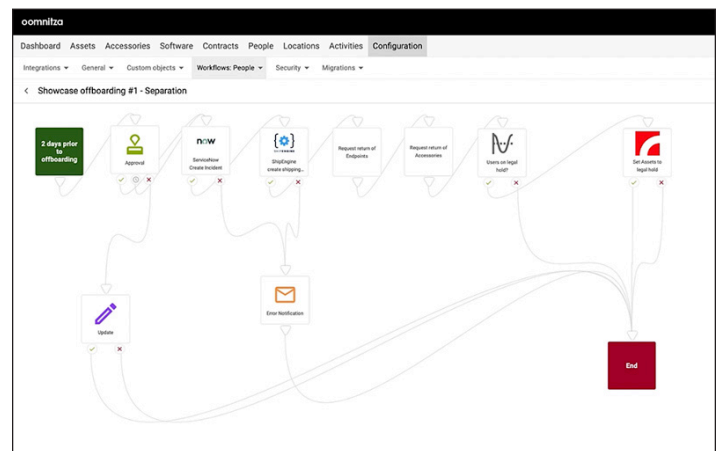 oomnitza
Dashboard Assets Accessories Software Contracts People Locations Activities Configuration
Integrations General Custom objects Workflows: People Security Migrations
< Showcase offboarding #1 - Separation
2 days prior
to
offboarding
Approval
now
ServiceNow
Create Incident
ShipEngine
create shipping...
Request return of
Endpoints
Request return of
Accessories
Users on legal
hold?
Set Assets to
legal hold
Update
Error Notification
End